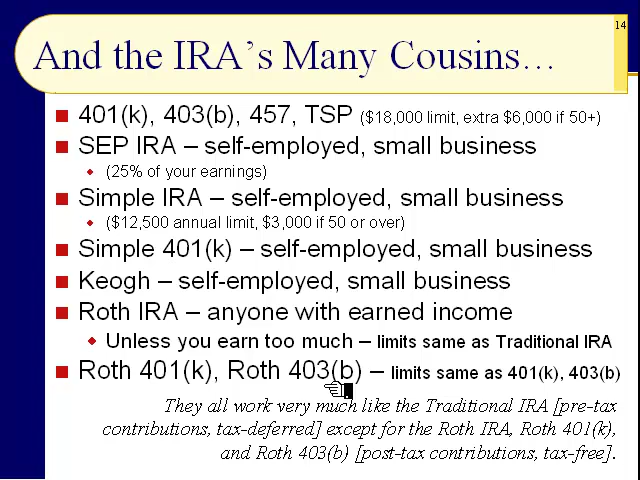 14
And the IRA's Many Cousins…
401(k), 403(b), 457, TSP ($18,000 limit, extra $6,000 if 50+)
SEP IRA – self-employed, small business
(25% of your earnings)
Simple IRA – self-employed, small business
($12,500 annual limit, $3,000 if 50 or over)
Simple 401(k) – self-employed, small business
Keogh – self-employed, small business
Roth IRA – anyone with earned income
Unless you earn too much – limits same as Traditional IRA
Roth 401(k), Roth 403(b) – limits same as 401(k), 403(b)
They all work very much like the Traditional IRA [pre-tax
contributions, tax-deferred] except for the Roth IRA, Roth 401(k),
and Roth 403(b) [post-tax contributions, tax-free].